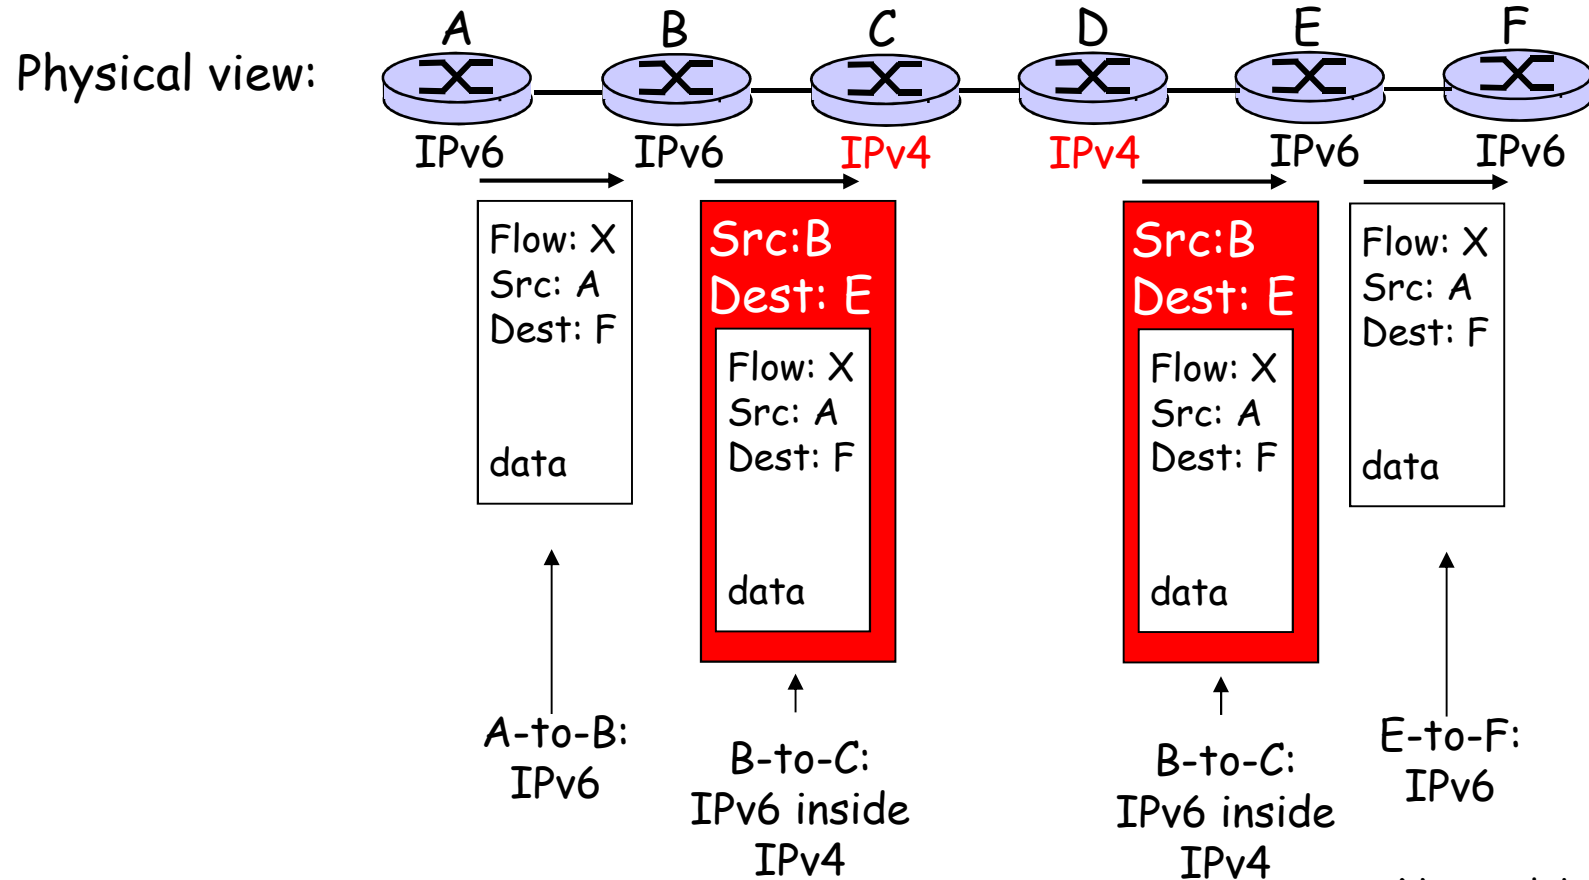 A B C D E F
Physical view:
IPv6 IPv6 IPv4 IPv4 IPv6 IPv6
Flow: X
Src: A
Dest: F
data
Src:B
Dest: E
Flow: X
Src: A
Dest: F
data
Src:B
Dest: E
Flow: X
Src: A
Dest: F
data
Flow: X
Src: A
Dest: F
data
A-to-B:
IPv6
B-to-C:
IPv6 inside
IPv4
B-to-C:
IPv6 inside
IPv4
E-to-F:
IPv6